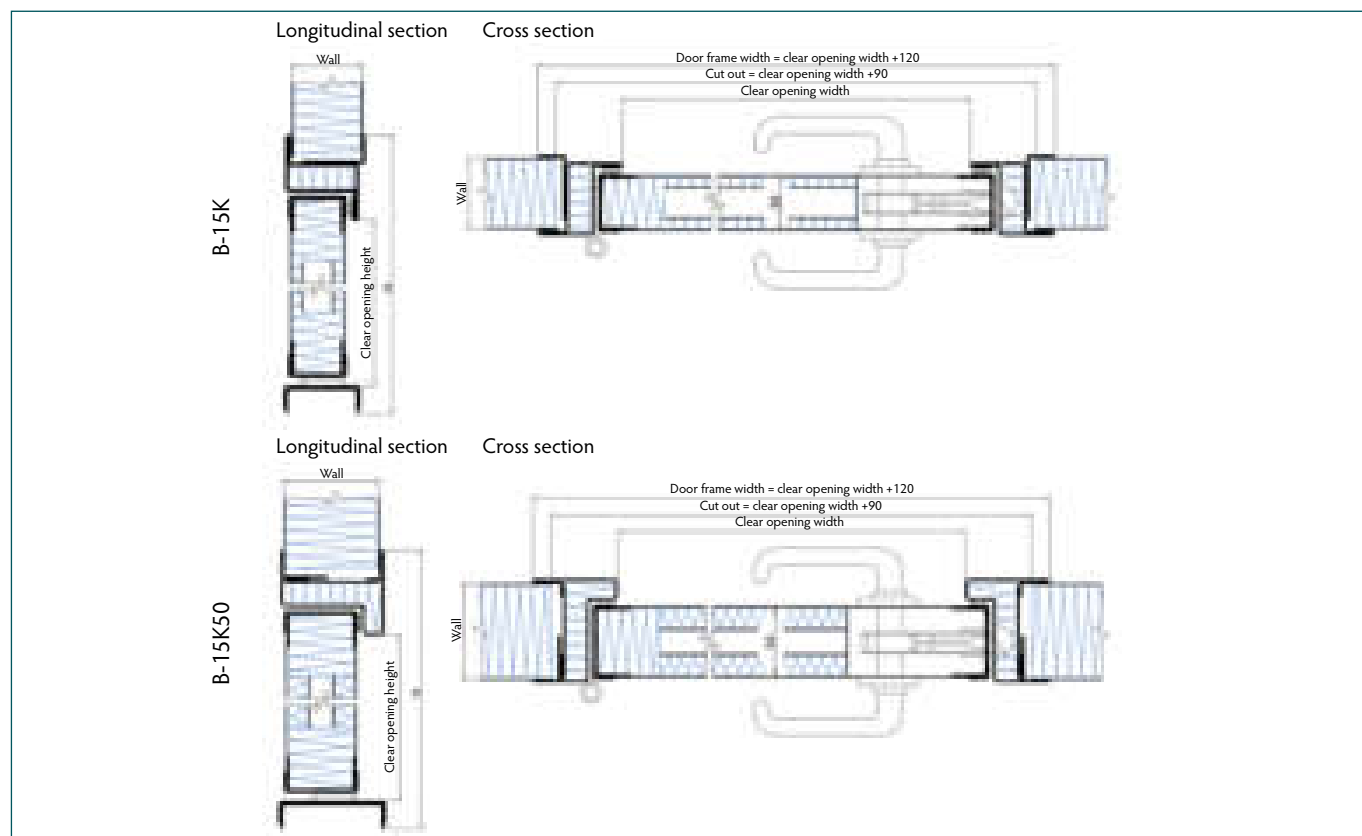 Longitudinal section Cross section
Wall
Door frame width = clear opening width +120
Cut out = clear opening width +90
Clear opening width
Wall
B-15K
Clear opening height
Longitudinal section Cross section
Wall
Door frame width = clear opening width +120
Cut out = clear opening width +90
Clear opening width
Wall
B-15K50
Clear opening height